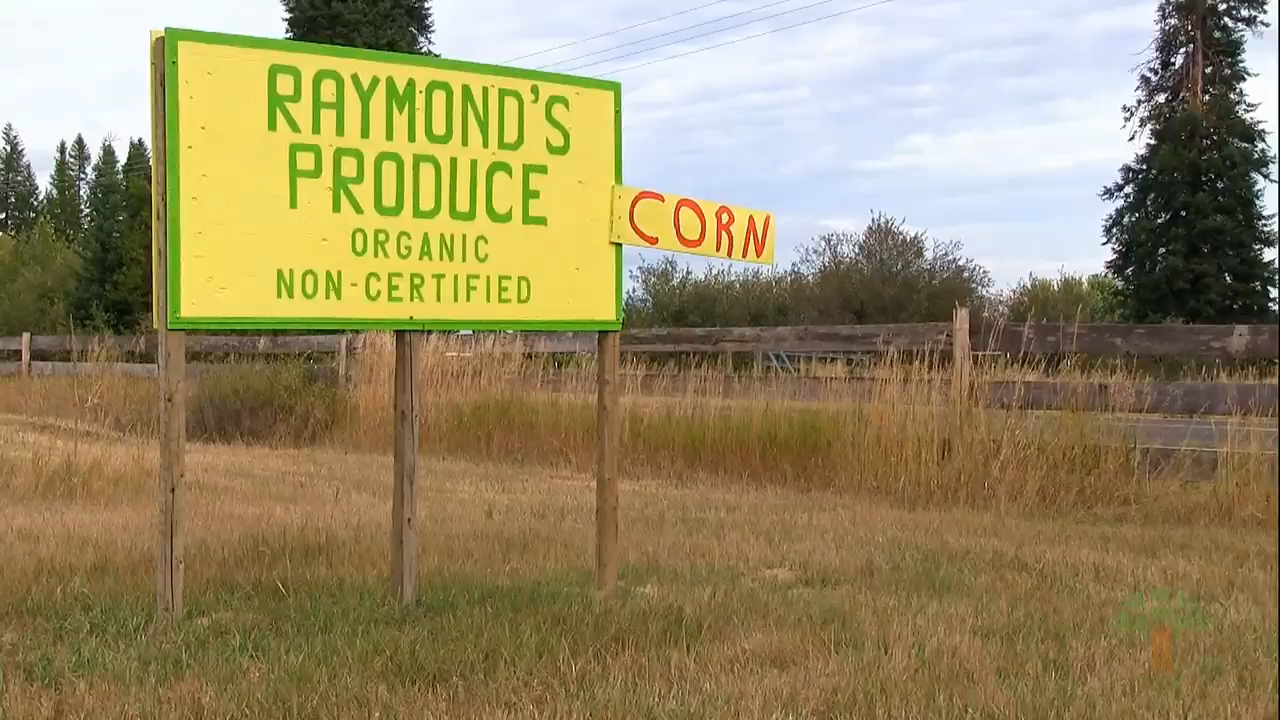 RAYMOND'S
PRODUCE
ORGANIC
NON-CERTIFIED
CORN